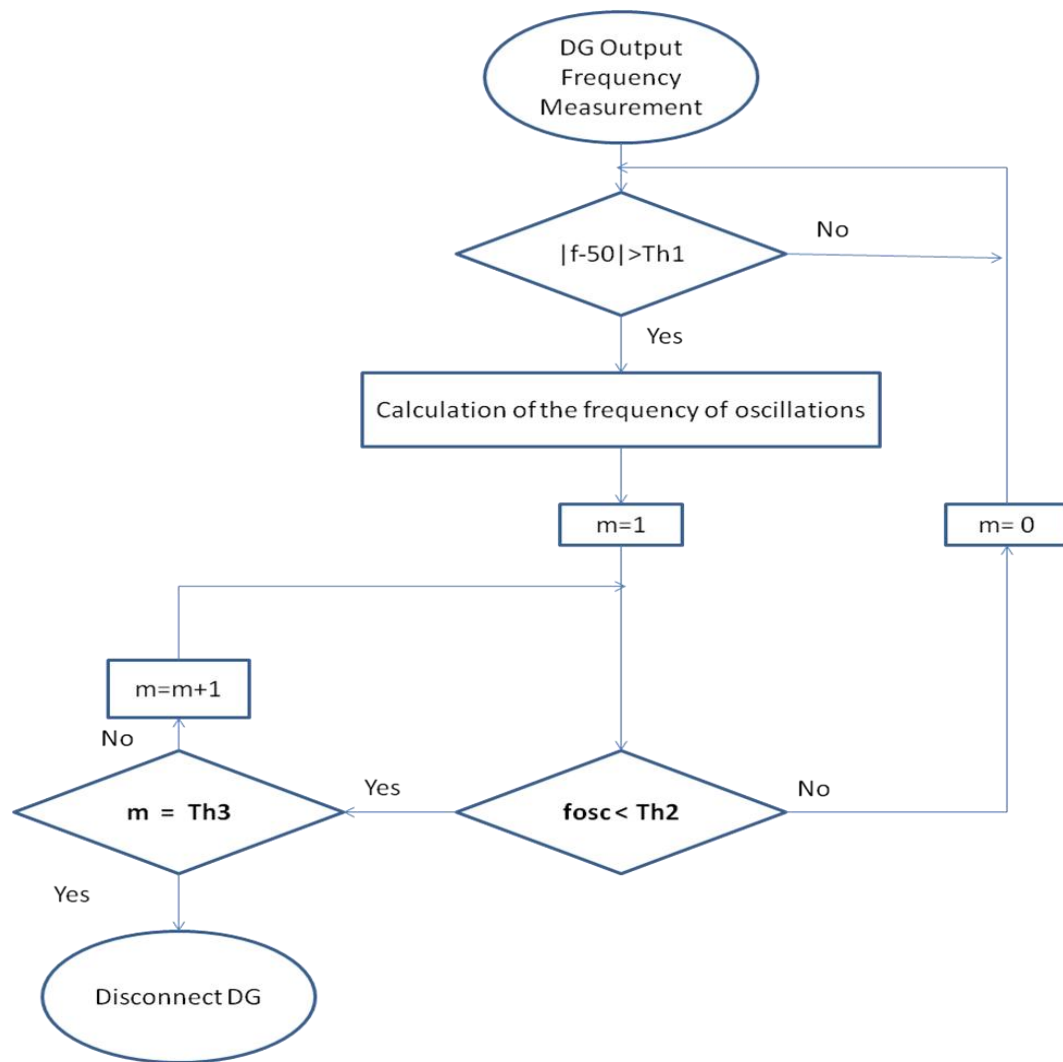 DG Output
Frequency
Measurement
|f-50|>Th1
No
Yes
Calculation of the frequency of oscillations
m=1
m= 0
m=m+1
No
m = Th3
Yes
fosc< Th2
No
Yes
Disconnect DG